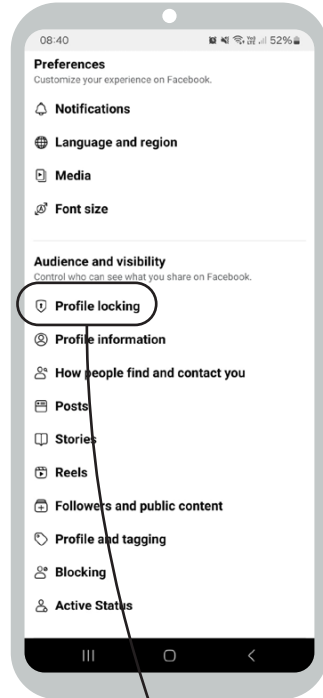 08:40 52%
Preferences
Customize your experience on Facebook.
Notifications
Language and region
Media
Font size
Audience and visibility
Control who can see what you share on Facebook.
Profile locking
Profile information
How people find and contact you
Posts
Stories
Reels
Followers and public content
Profile and tagging
Blocking
Active Status